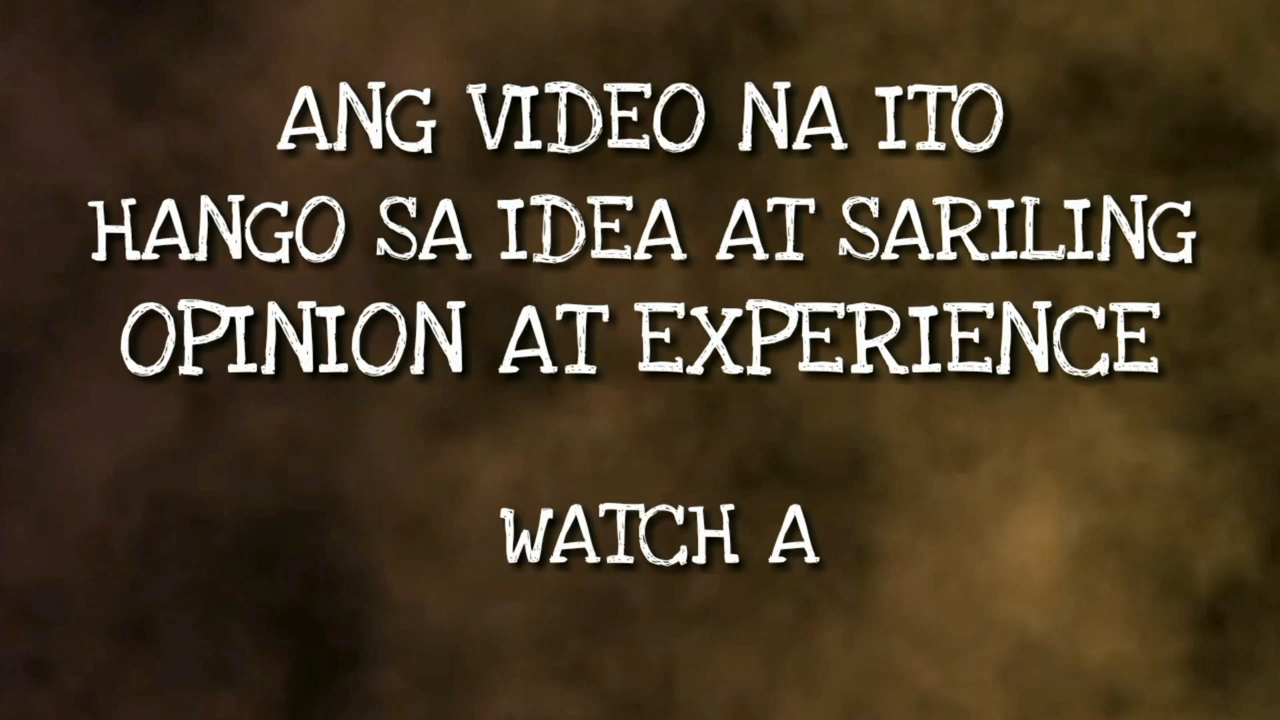 ANG VIDEO NA ITO
HANGO SA IDEA AT SARILING
OPINION AT EXPERIENCE
WATCH A